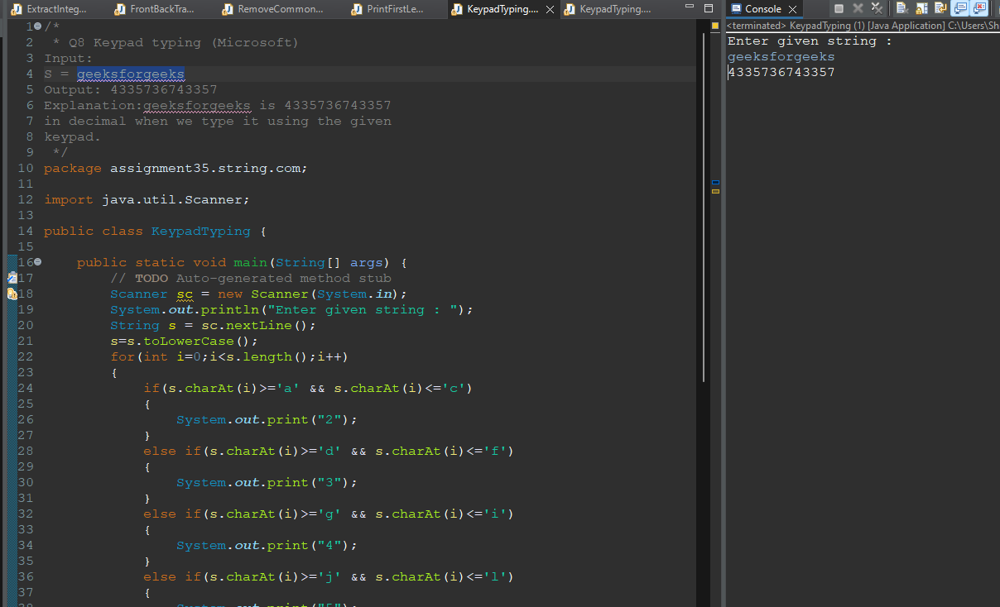 ExtractInteg... FrontBackTra... RemoveCommon... PrintFirstLe... KeypadTyping.... KeypadTyping....
1 /*
2  * Q8 Keypad typing (Microsoft)
3 Input:
4 S = geeksforgeeks
5 Output: 4335736743357
6 Explanation:geeksforgeeks is 4335736743357
7 in decimal when we type it using the given
8 keypad.
9  */
10 package assignment35.string.com;
11
12 import java.util.Scanner;
13
14 public class KeypadTyping {
15
16     public static void main(String[] args) {
17         // TODO Auto-generated method stub
18         Scanner sc = new Scanner(System.in);
19         System.out.println("Enter given string : ");
20         String s = sc.nextLine();
21         s=s.toLowerCase();
22         for(int i=0;i<s.length();i++)
23         {
24             if(s.charAt(i)>='a' && s.charAt(i)<='c')
25             {
26                 System.out.print("2");
27             }
28             else if(s.charAt(i)>='d' && s.charAt(i)<='f')
29             {
30                 System.out.print("3");
31             }
32             else if(s.charAt(i)>='g' && s.charAt(i)<='i')
33             {
34                 System.out.print("4");
35             }
36             else if(s.charAt(i)>='j' && s.charAt(i)<='l')
37             {
Console
<terminated> KeypadTyping (1) [Java Application] C:\Users\Sh
Enter given string :
geeksforgeeks
4335736743357